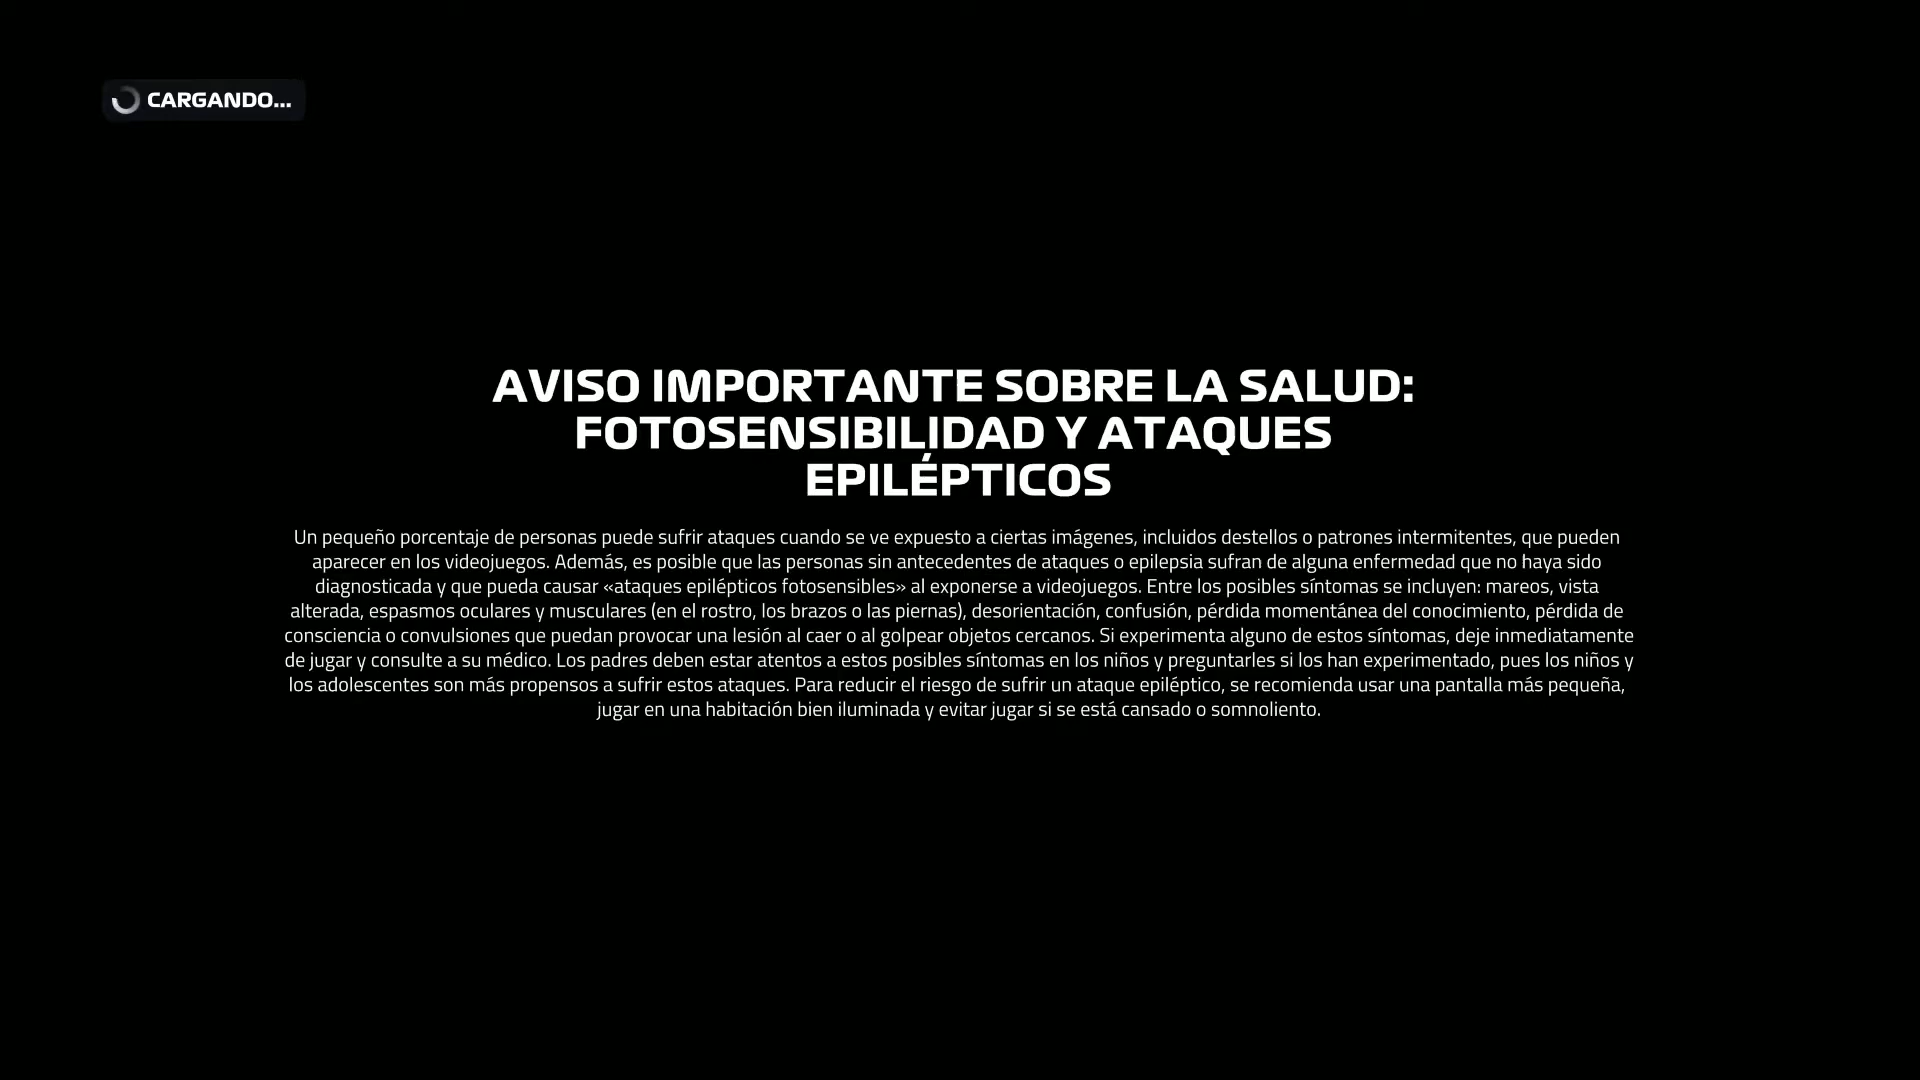 CARGANDO...
AVISO IMPORTANTE SOBRE LA SALUD:
FOTOSENSIBILIDAD Y ATAQUES
EPILÉPTICOS
Un pequeño porcentaje de personas puede sufrir ataques cuando se ve expuesto a ciertas imágenes, incluidos destellos o patrones intermitentes, que pueden
aparecer en los videojuegos. Además, es posible que las personas sin antecedentes de ataques o epilepsia sufran de alguna enfermedad que no haya sido
diagnosticada y que pueda causar «ataques epilépticos fotosensibles» al exponerse a videojuegos. Entre los posibles síntomas se incluyen: mareos, vista
alterada, espasmos oculares y musculares (en el rostro, los brazos o las piernas), desorientación, confusión, pérdida momentánea del conocimiento, pérdida de
consciencia o convulsiones que puedan provocar una lesión al caer o al golpear objetos cercanos. Si experimenta alguno de estos síntomas, deje inmediatamente
de jugar y consulte a su médico. Los padres deben estar atentos a estos posibles síntomas en los niños y preguntarles si los han experimentado, pues los niños y
los adolescentes son más propensos a sufrir estos ataques. Para reducir el riesgo de sufrir un ataque epiléptico, se recomienda usar una pantalla más pequeña,
jugar en una habitación bien iluminada y evitar jugar si se está cansado o somnoliento.